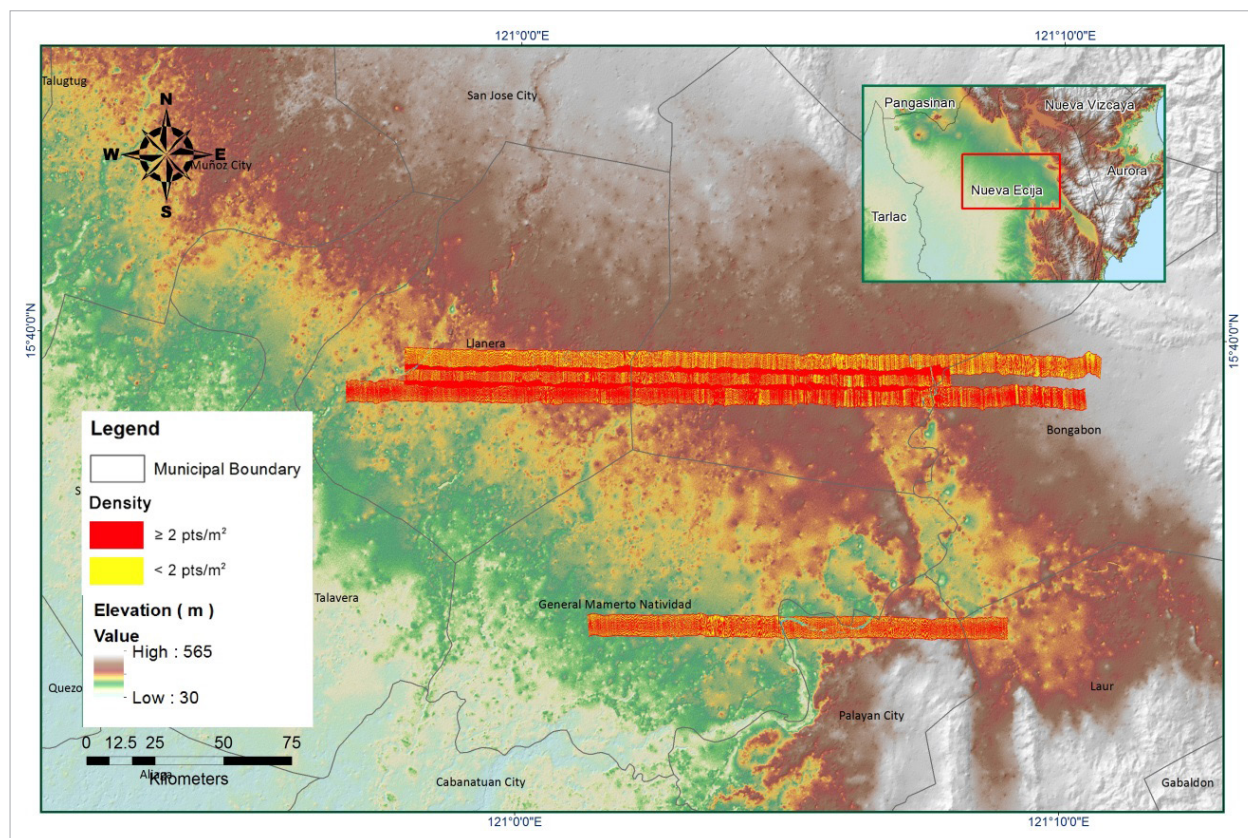 121°0'0"E
121°10'0"E
Talugtug
San Jose City
N
W
E
S
Muñoz City
Pangasinan
Nueva Vizcaya
Aurora
Nueva Ecija
Tarlac
15°40'0"N
15°40'0"N
Llanera
Bongabon
Legend
Municipal Boundary
S
Density
≥ 2 pts/m²
< 2 pts/m²
Elevation ( m )
Value
High : 565
Low : 30
Talavera
General Mamerto Natividad
Quezo
Laur
Palayan City
0 12.5 25 50 75
Kilometers
Aliaga
Cabanatuan City
Gabaldon
121°0'0"E
121°10'0"E